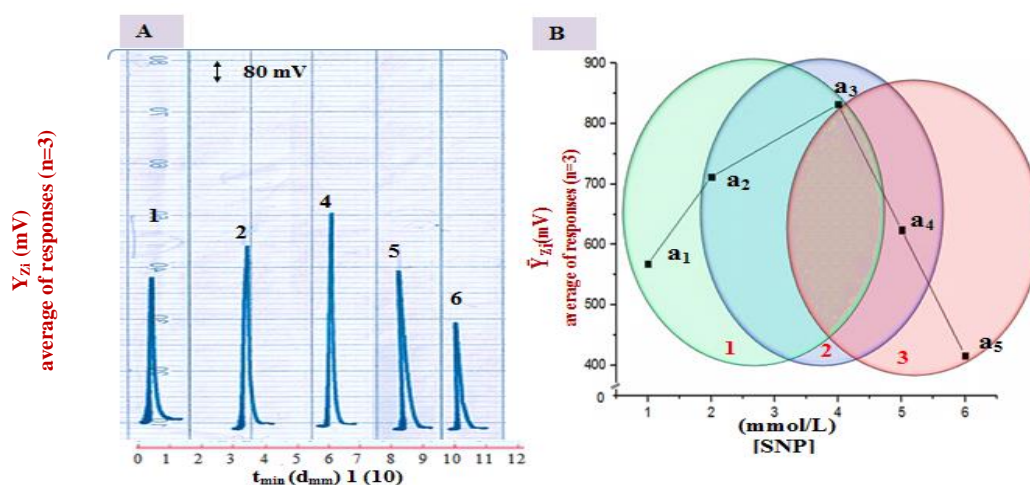 A
80 mV
Y_Zi (mV)
average of responses (n=3)
1
2
4
5
6
0 1 2 3 4 5 6 7 8 9 10 11 12
t_min (d_mm) 1 (10)
B
Ȳ_Zi(mV)
average of responses (n=3)
900
800
700
600
500
400
0
a₁
a₂
a₃
a₄
a₅
1
2
3
1 2 3 4 5 6
(mmol/L)
[SNP]